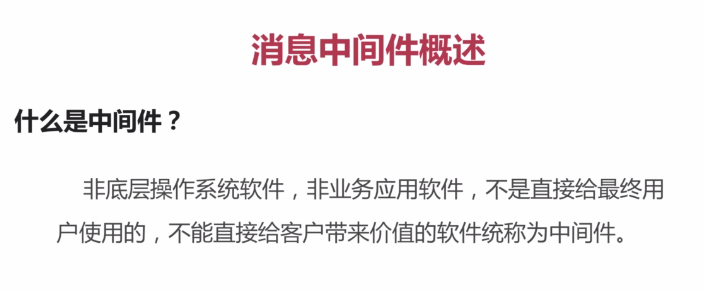 消息中间件概述
什么是中间件？
非底层操作系统软件，非业务应用软件，不是直接给最终用
户使用的，不能直接给客户带来价值的软件统称为中间件。